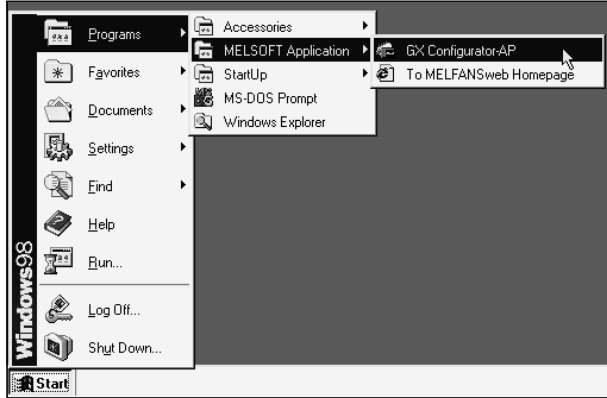 Programs
Favorites
Documents
Settings
Find
Help
Run...
Log Off...
Shut Down...
Windows98
Start
Accessories
MELSOFT Application
StartUp
MS-DOS Prompt
Windows Explorer
GX Configurator-AP
To MELFANSweb Homepage